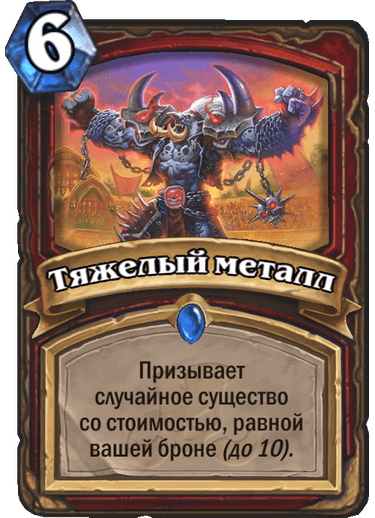 6
Тяжелый металл
Призывает
случайное существо
со стоимостью, равной
вашей броне (до 10).